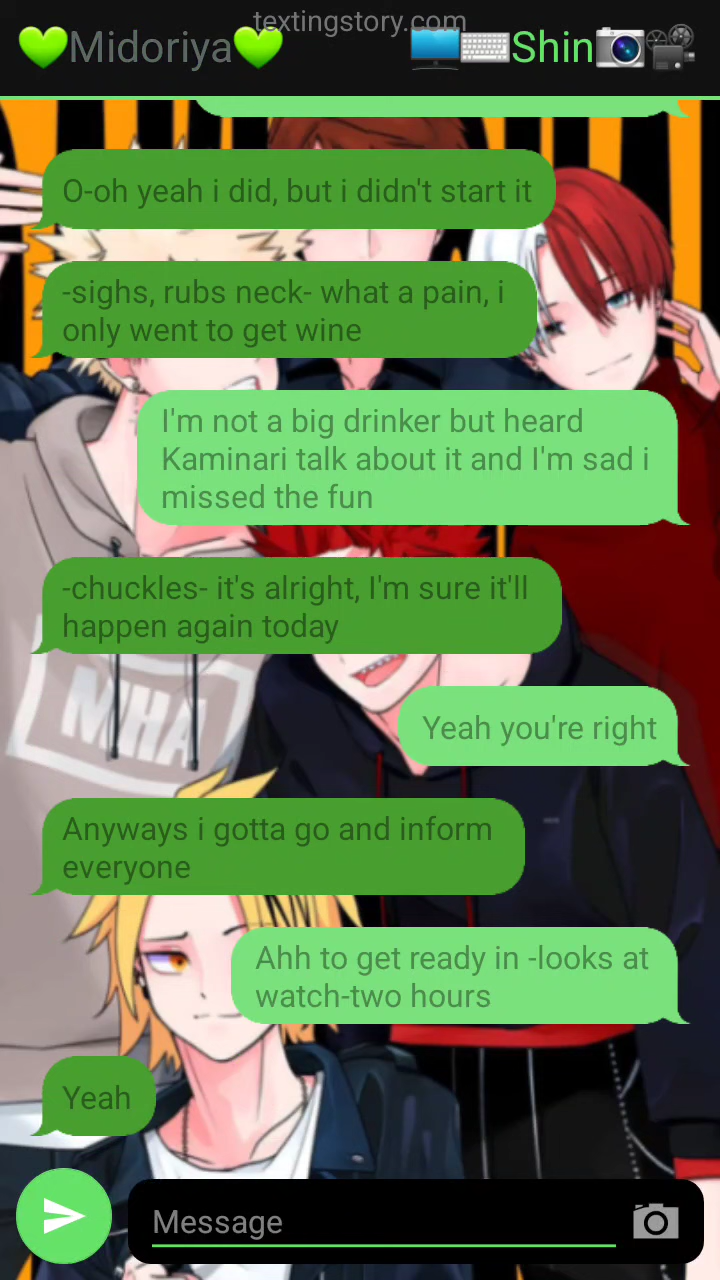 textingstory.com
💚Midoriya💚 🖥️⌨️Shin📷🎥
O-oh yeah i did, but i didn't start it
-sighs, rubs neck- what a pain, i
only went to get wine
I'm not a big drinker but heard
Kaminari talk about it and I'm sad i
missed the fun
-chuckles- it's alright, I'm sure it'll
happen again today
MHA
Yeah you're right
Anyways i gotta go and inform
everyone
Ahh to get ready in -looks at
watch-two hours
Yeah
Message